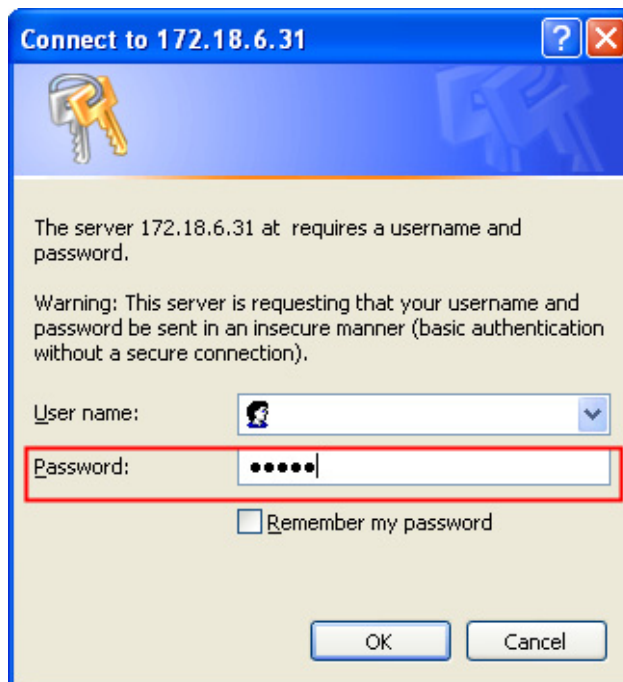 Connect to 172.18.6.31
The server 172.18.6.31 at  requires a username and
password.
Warning: This server is requesting that your username and
password be sent in an insecure manner (basic authentication
without a secure connection).
User name:
Password: •••••
Remember my password
OK Cancel